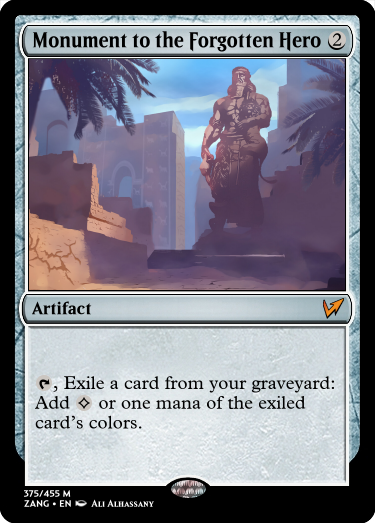 Monument to the Forgotten Hero 2
Artifact
, Exile a card from your graveyard:
Add or one mana of the exiled
card's colors.
375/455 M
ZANG • EN Ali Alhassany